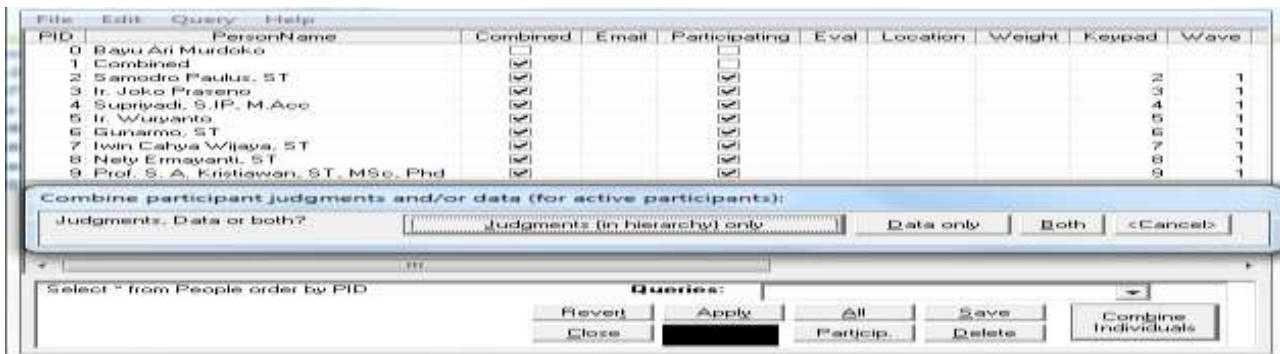 File Edit Query Help
PID PersonName Combined Email Participating Eval Location Weight Keypad Wave
0 Bayu Ari Murdoko
1 Combined
2 Samodro Paulus, ST 2 1
3 Ir. Joko Praseno 3 1
4 Supriyadi, S.IP, M.Acc 4 1
5 Ir. Wuryanto 5 1
6 Gunarmo, ST 6 1
7 Iwin Cahya Wijaya, ST 7 1
8 Nety Ermayanti, ST 8 1
9 Prof. S. A. Kristiawan, ST, MSc, Phd 9 1
Combine participant judgments and/or data (for active participants):
Judgments, Data or both? Judgments (in hierarchy) only Data only Both <Cancel>
Select * from People order by PID Queries:
Revert Apply All Save Combine Individuals
Close Particip. Delete